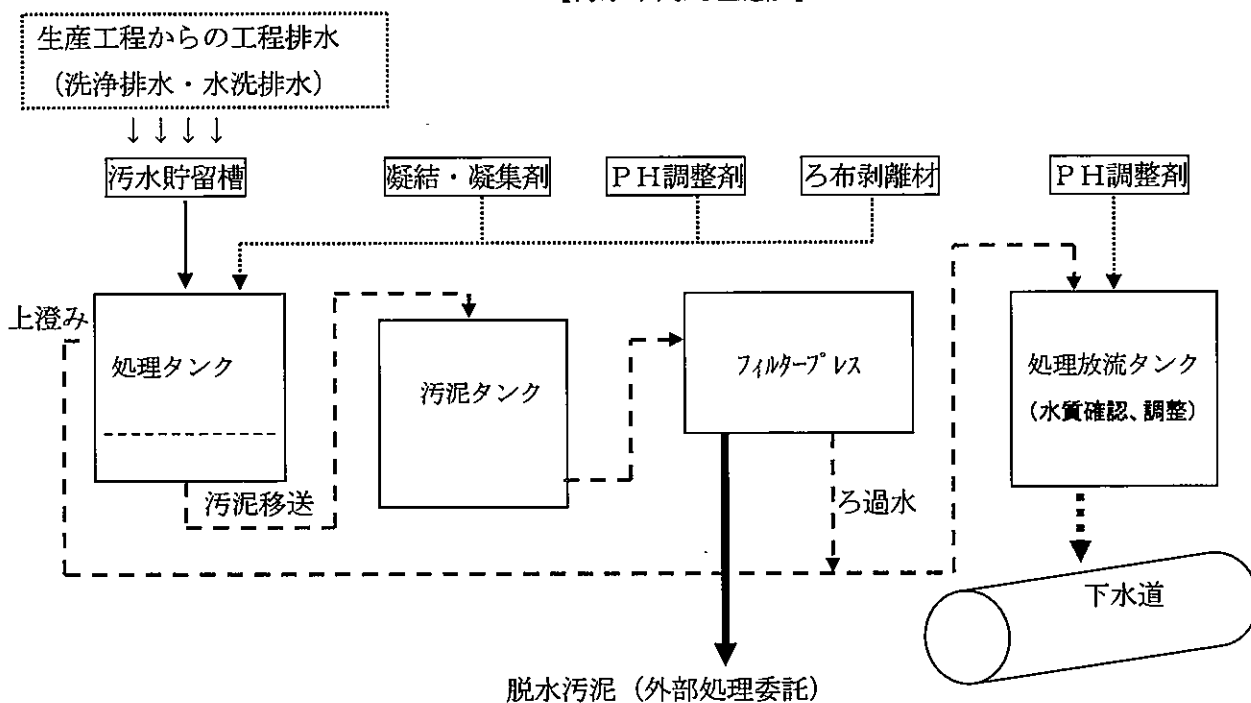 生産工程からの工程排水
(洗浄排水・水洗排水)
↓ ↓ ↓ ↓
汚水貯留槽
凝結・凝集剤
PH調整剤
ろ布剥離材
PH調整剤
上澄み
処理タンク
汚泥タンク
フィルタープレス
処理放流タンク
(水質確認、調整)
汚泥移送
ろ過水
下水道
脱水汚泥(外部処理委託)